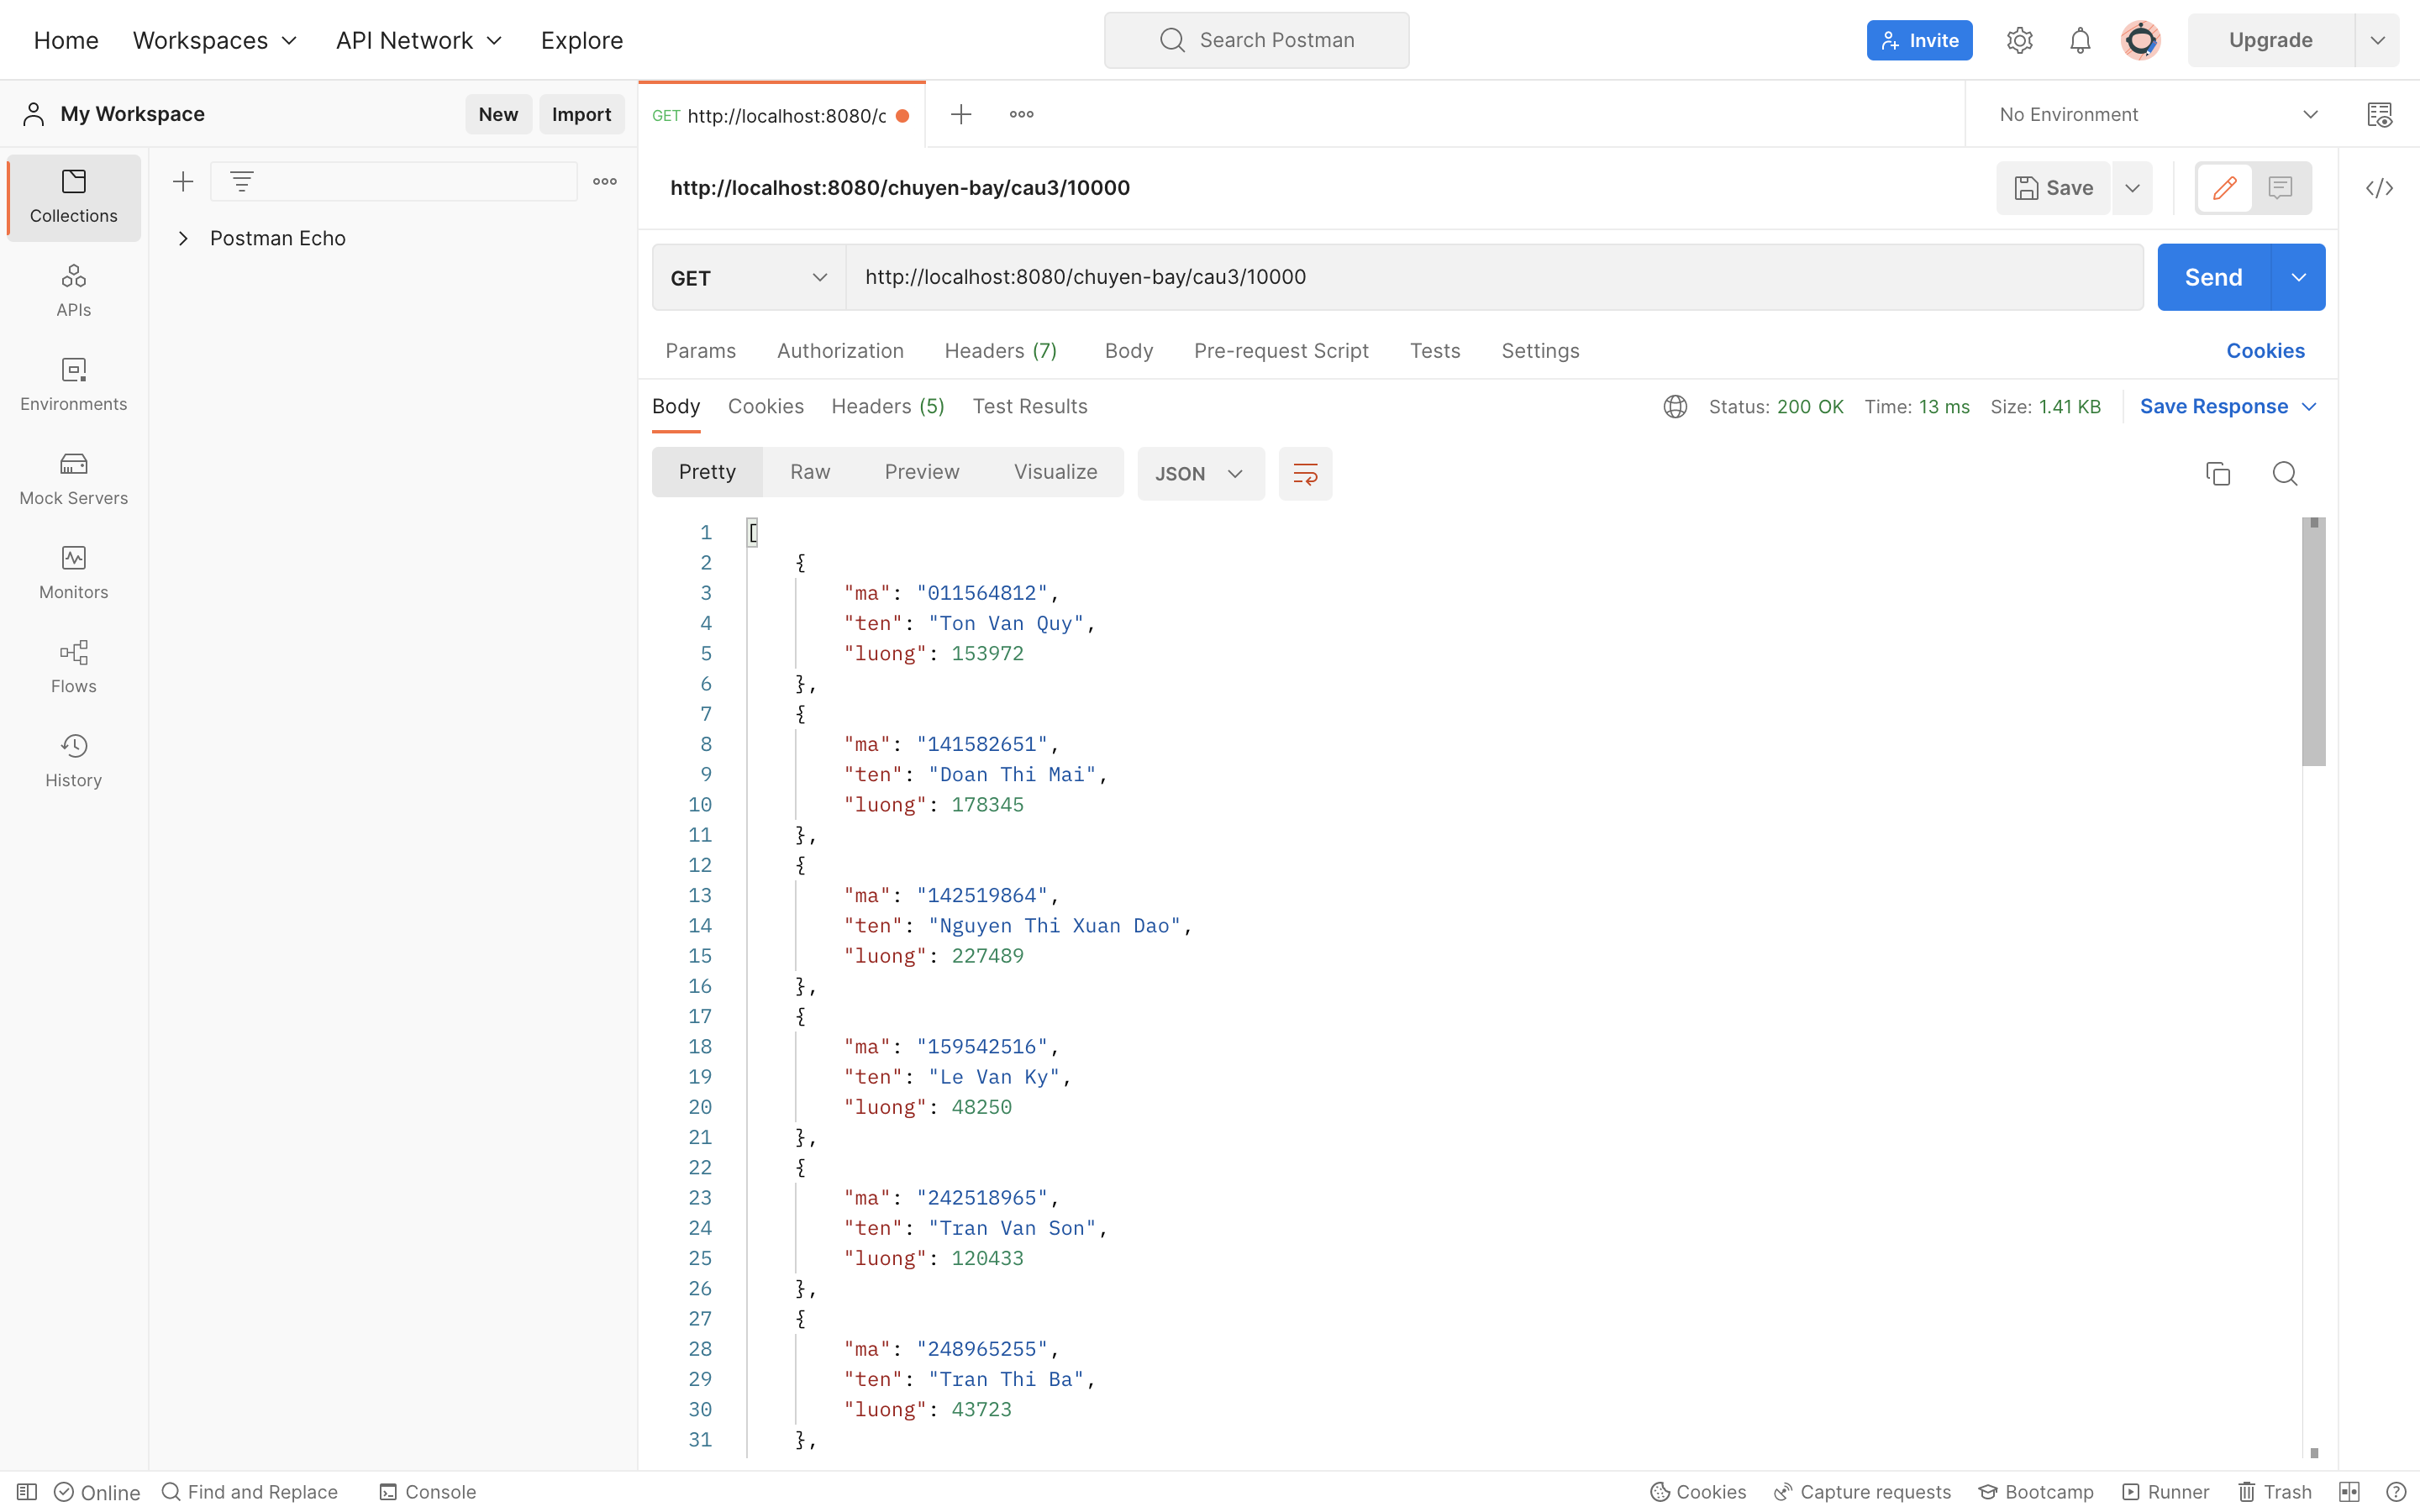 Home Workspaces API Network Explore Search Postman Invite Upgrade
My Workspace New Import GET http://localhost:8080/c No Environment
Collections
APIs
Environments
Mock Servers
Monitors
Flows
History
Postman Echo
http://localhost:8080/chuyen-bay/cau3/10000 Save
GET http://localhost:8080/chuyen-bay/cau3/10000 Send
Params Authorization Headers (7) Body Pre-request Script Tests Settings Cookies
Body Cookies Headers (5) Test Results Status: 200 OK Time: 13 ms Size: 1.41 KB Save Response
Pretty Raw Preview Visualize JSON
1 [
2 {
3 "ma": "011564812",
4 "ten": "Ton Van Quy",
5 "luong": 153972
6 },
7 {
8 "ma": "141582651",
9 "ten": "Doan Thi Mai",
10 "luong": 178345
11 },
12 {
13 "ma": "142519864",
14 "ten": "Nguyen Thi Xuan Dao",
15 "luong": 227489
16 },
17 {
18 "ma": "159542516",
19 "ten": "Le Van Ky",
20 "luong": 48250
21 },
22 {
23 "ma": "242518965",
24 "ten": "Tran Van Son",
25 "luong": 120433
26 },
27 {
28 "ma": "248965255",
29 "ten": "Tran Thi Ba",
30 "luong": 43723
31 },
Online Find and Replace Console Cookies Capture requests Bootcamp Runner Trash